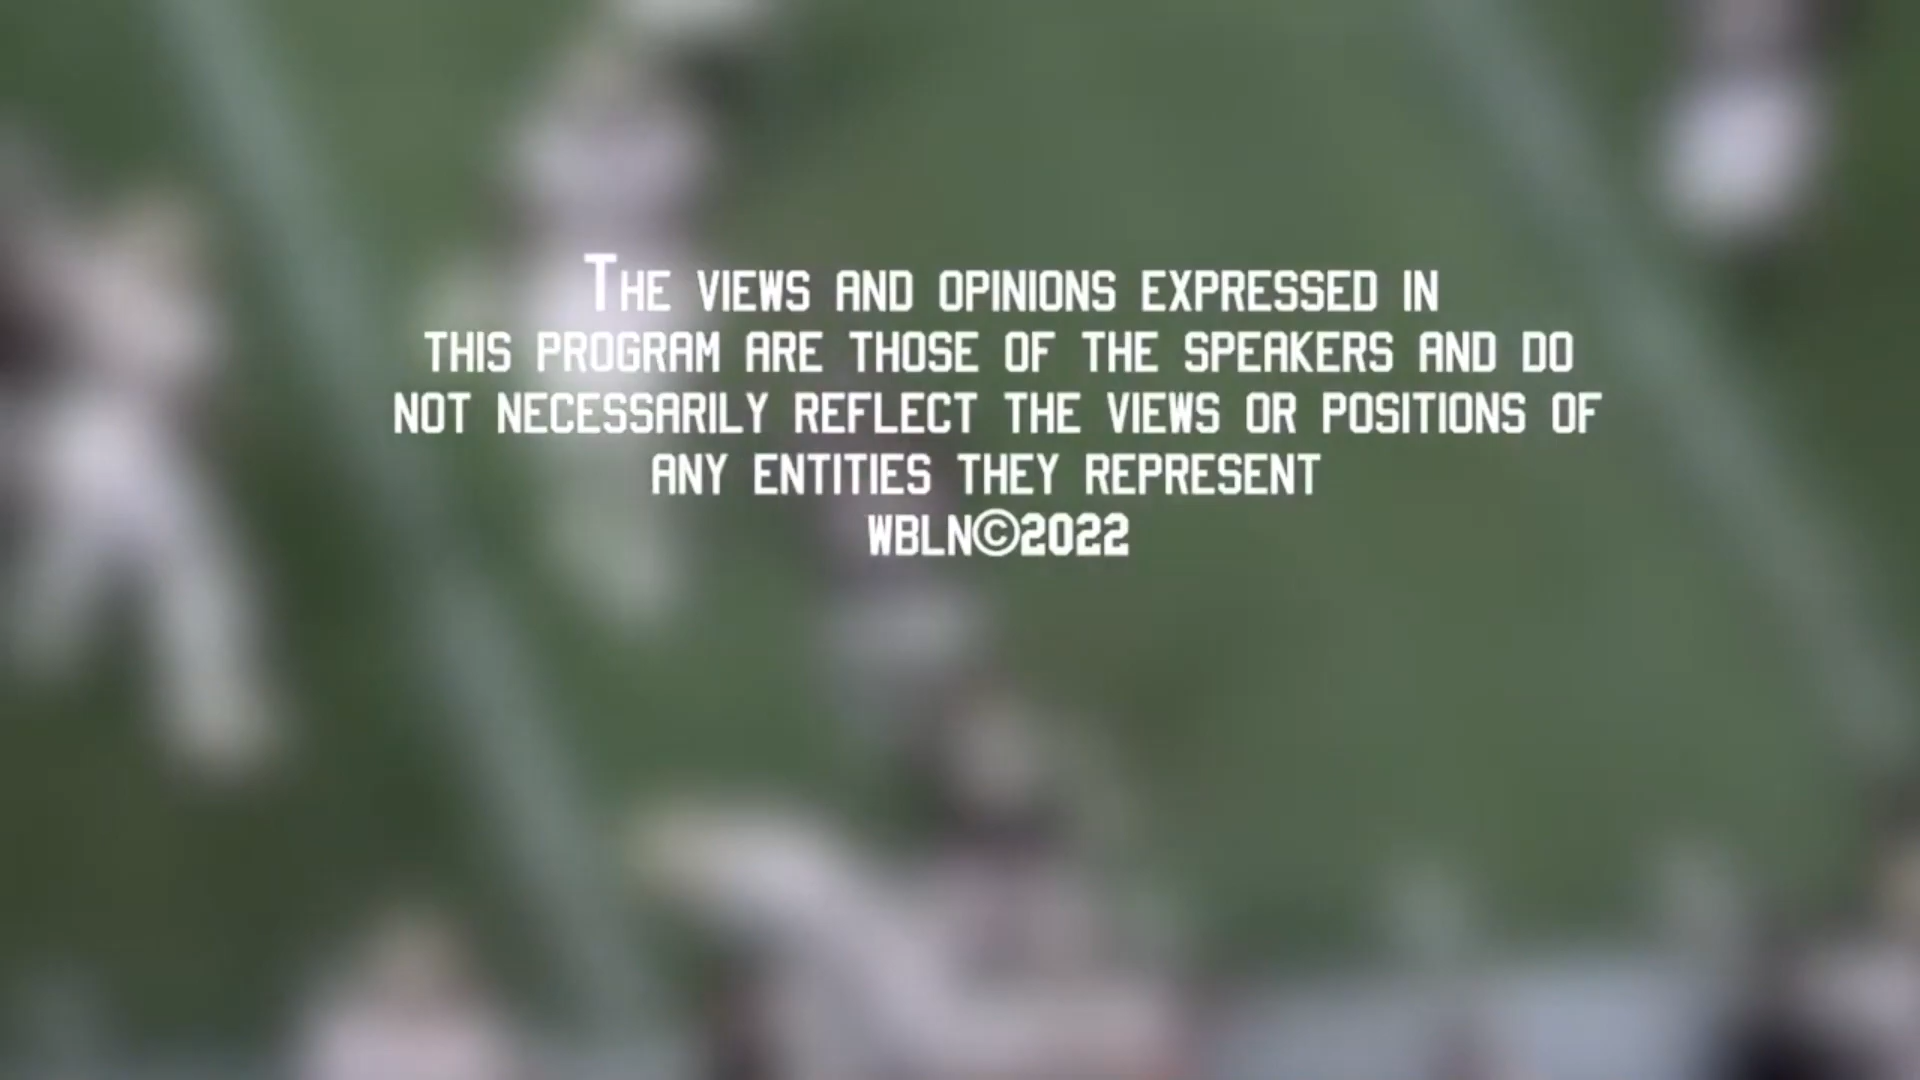 The views and opinions expressed in
this program are those of the speakers and do
not necessarily reflect the views or positions of
any entities they represent
WBLN©2022